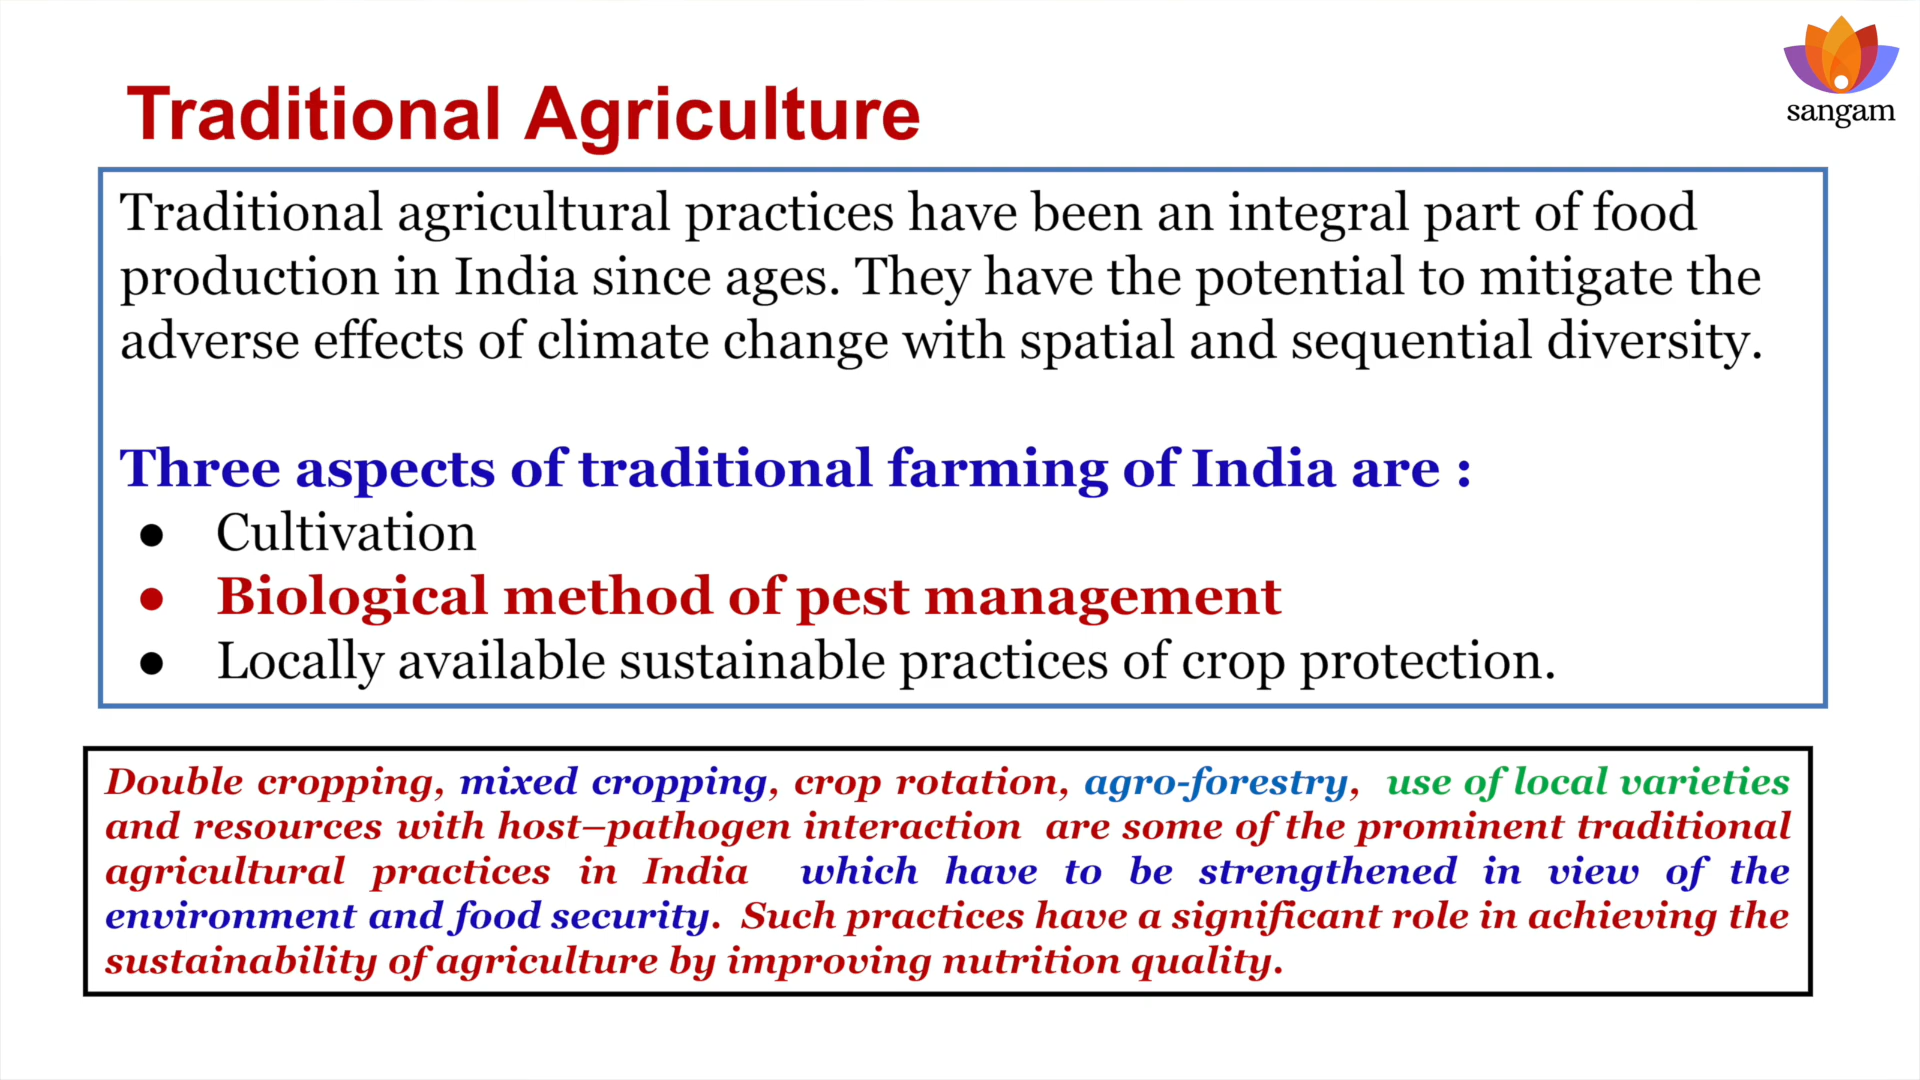 sangam
Traditional Agriculture
Traditional agricultural practices have been an integral part of food
production in India since ages. They have the potential to mitigate the
adverse effects of climate change with spatial and sequential diversity.
Three aspects of traditional farming of India are :
● Cultivation
● Biological method of pest management
● Locally available sustainable practices of crop protection.
Double cropping, mixed cropping, crop rotation, agro-forestry, use of local varieties
and resources with host–pathogen interaction are some of the prominent traditional
agricultural practices in India which have to be strengthened in view of the
environment and food security. Such practices have a significant role in achieving the
sustainability of agriculture by improving nutrition quality.